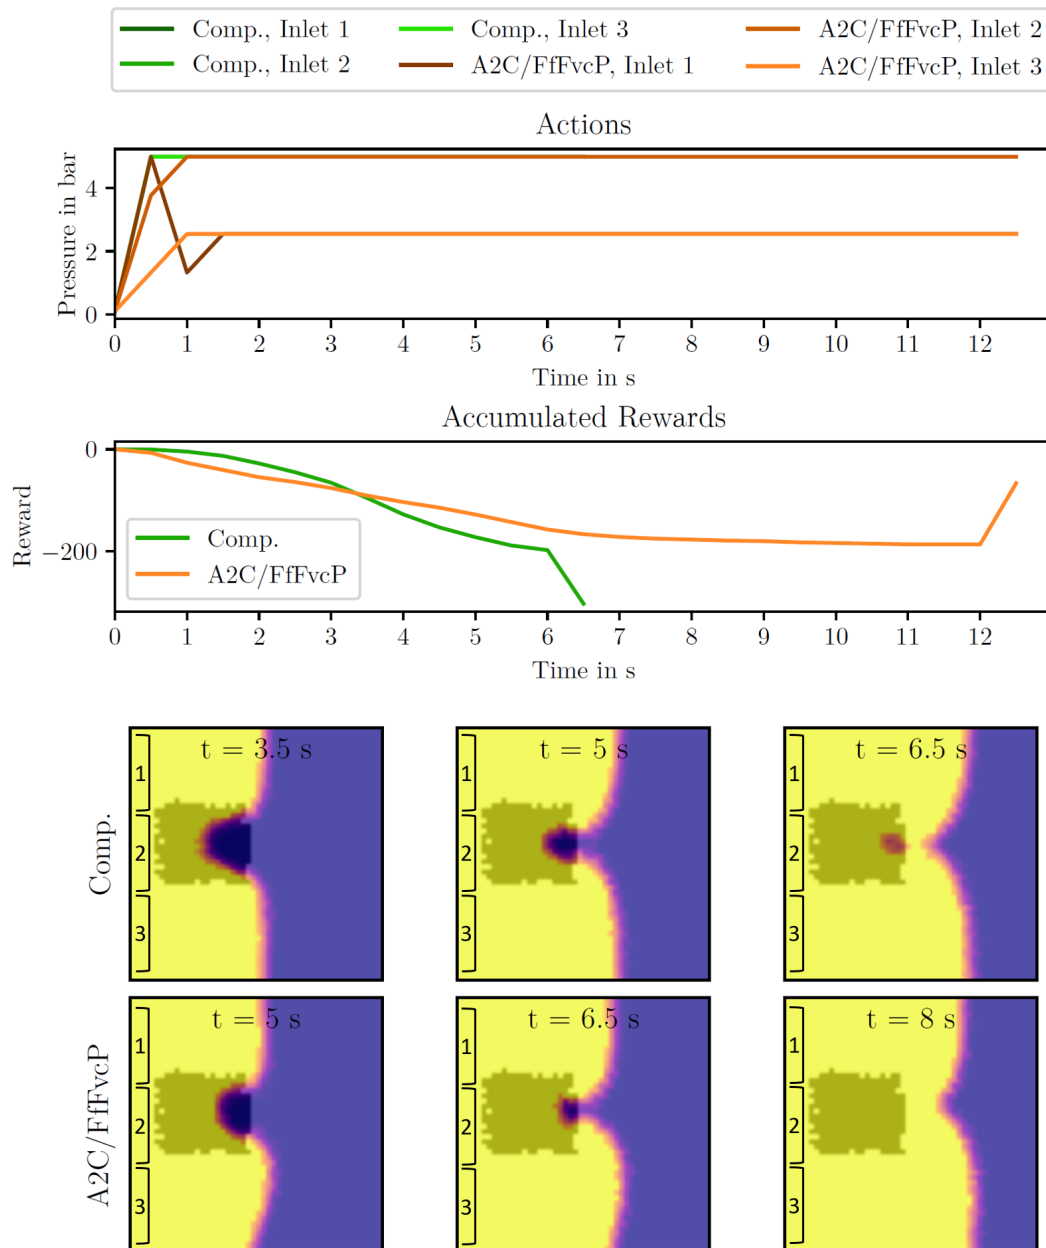 Comp., Inlet 1
Comp., Inlet 2
Comp., Inlet 3
A2C/FfFvcP, Inlet 1
A2C/FfFvcP, Inlet 2
A2C/FfFvcP, Inlet 3
Actions
Pressure in bar
4
2
0
0 1 2 3 4 5 6 7 8 9 10 11 12
Time in s
Accumulated Rewards
Reward
0
−200
Comp.
A2C/FfFvcP
0 1 2 3 4 5 6 7 8 9 10 11 12
Time in s
Comp.
t = 3.5 s
1
2
3
t = 5 s
1
2
3
t = 6.5 s
1
2
3
A2C/FfFvcP
t = 5 s
1
2
3
t = 6.5 s
1
2
3
t = 8 s
1
2
3